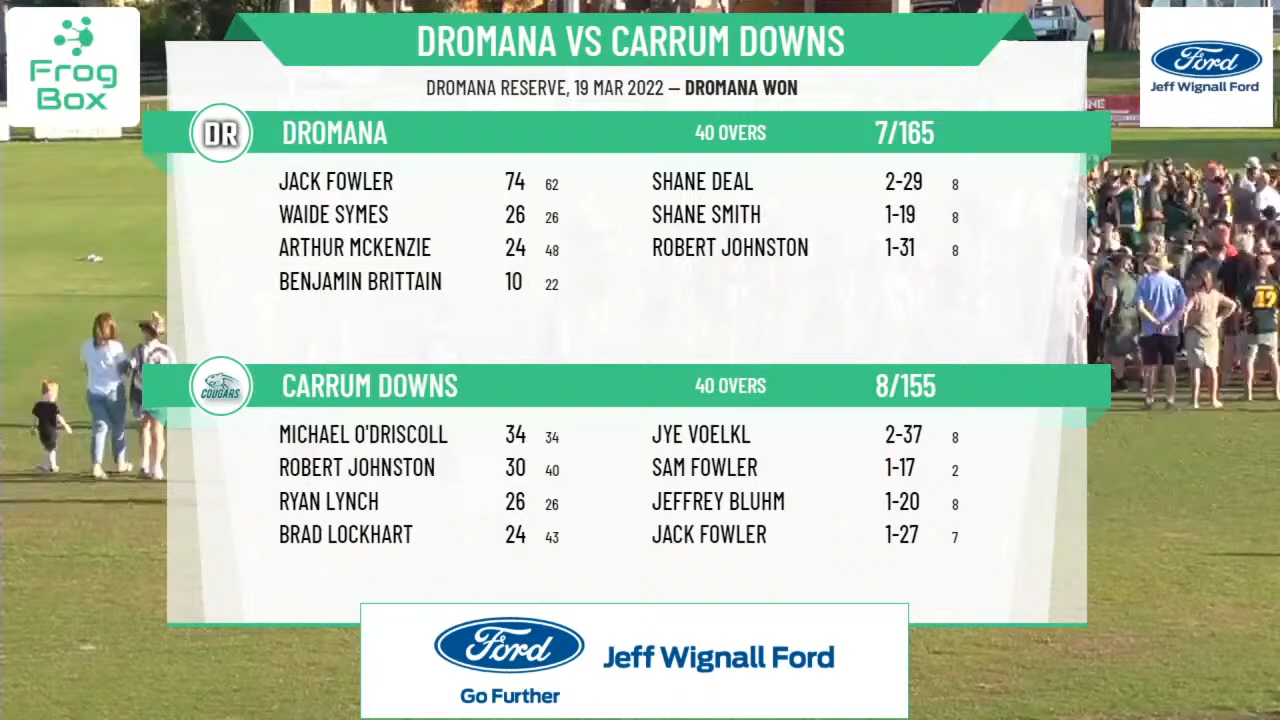 Frog
Box
DROMANA VS CARRUM DOWNS
Ford
Jeff Wignall Ford
DROMANA RESERVE, 19 MAR 2022 – DROMANA WON
DR DROMANA 40 OVERS 7/165
JACK FOWLER 74 62 SHANE DEAL 2-29 8
WAIDE SYMES 26 26 SHANE SMITH 1-19 8
ARTHUR MCKENZIE 24 48 ROBERT JOHNSTON 1-31 8
BENJAMIN BRITTAIN 10 22
COUGARS CARRUM DOWNS 40 OVERS 8/155
MICHAEL O'DRISCOLL 34 34 JYE VOELKL 2-37 8
ROBERT JOHNSTON 30 40 SAM FOWLER 1-17 2
RYAN LYNCH 26 26 JEFFREY BLUHM 1-20 8
BRAD LOCKHART 24 43 JACK FOWLER 1-27 7
Ford
Go Further
Jeff Wignall Ford